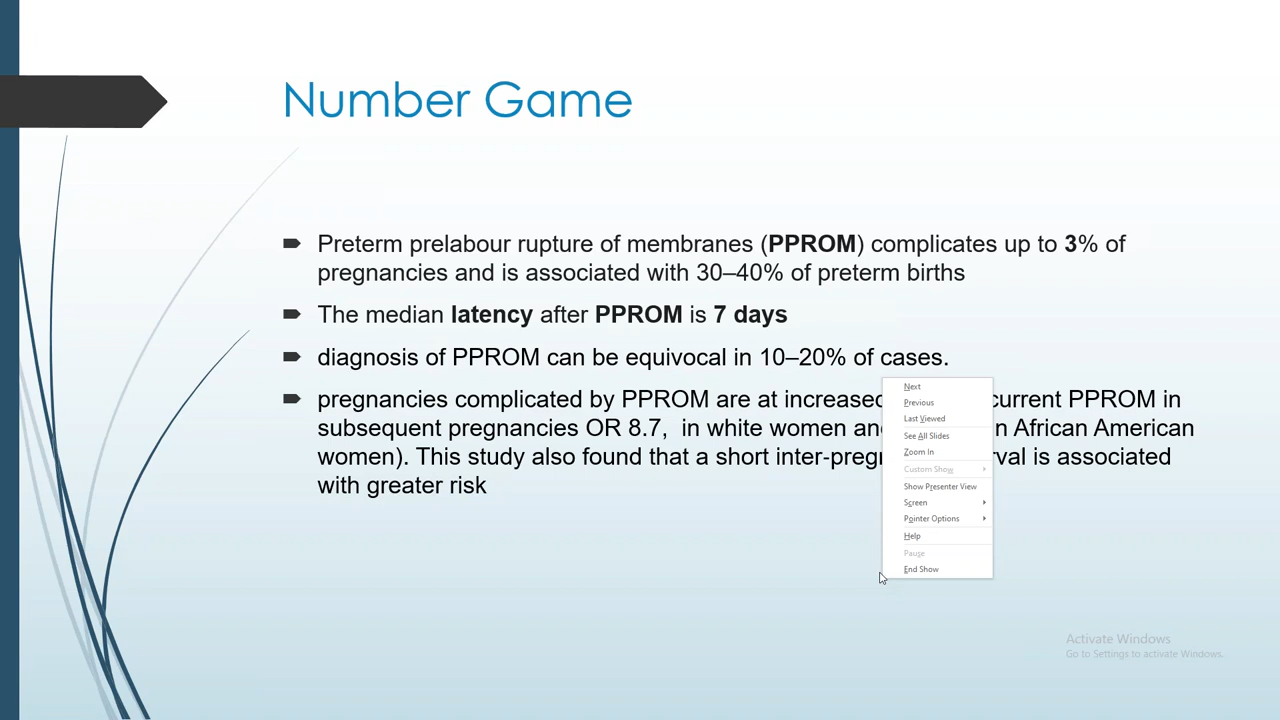 Number Game
Preterm prelabour rupture of membranes (PPROM) complicates up to 3% of
pregnancies and is associated with 30–40% of preterm births
The median latency after PPROM is 7 days
diagnosis of PPROM can be equivocal in 10–20% of cases.
pregnancies complicated by PPROM are at increased current PPROM in
subsequent pregnancies OR 8.7, in white women an n African American
women). This study also found that a short inter-preg rval is associated
with greater risk
Next
Previous
Last Viewed
See All Slides
Zoom In
Custom Show
Show Presenter View
Screen
Pointer Options
Help
Pause
End Show
Activate Windows
Go to Settings to activate Windows.